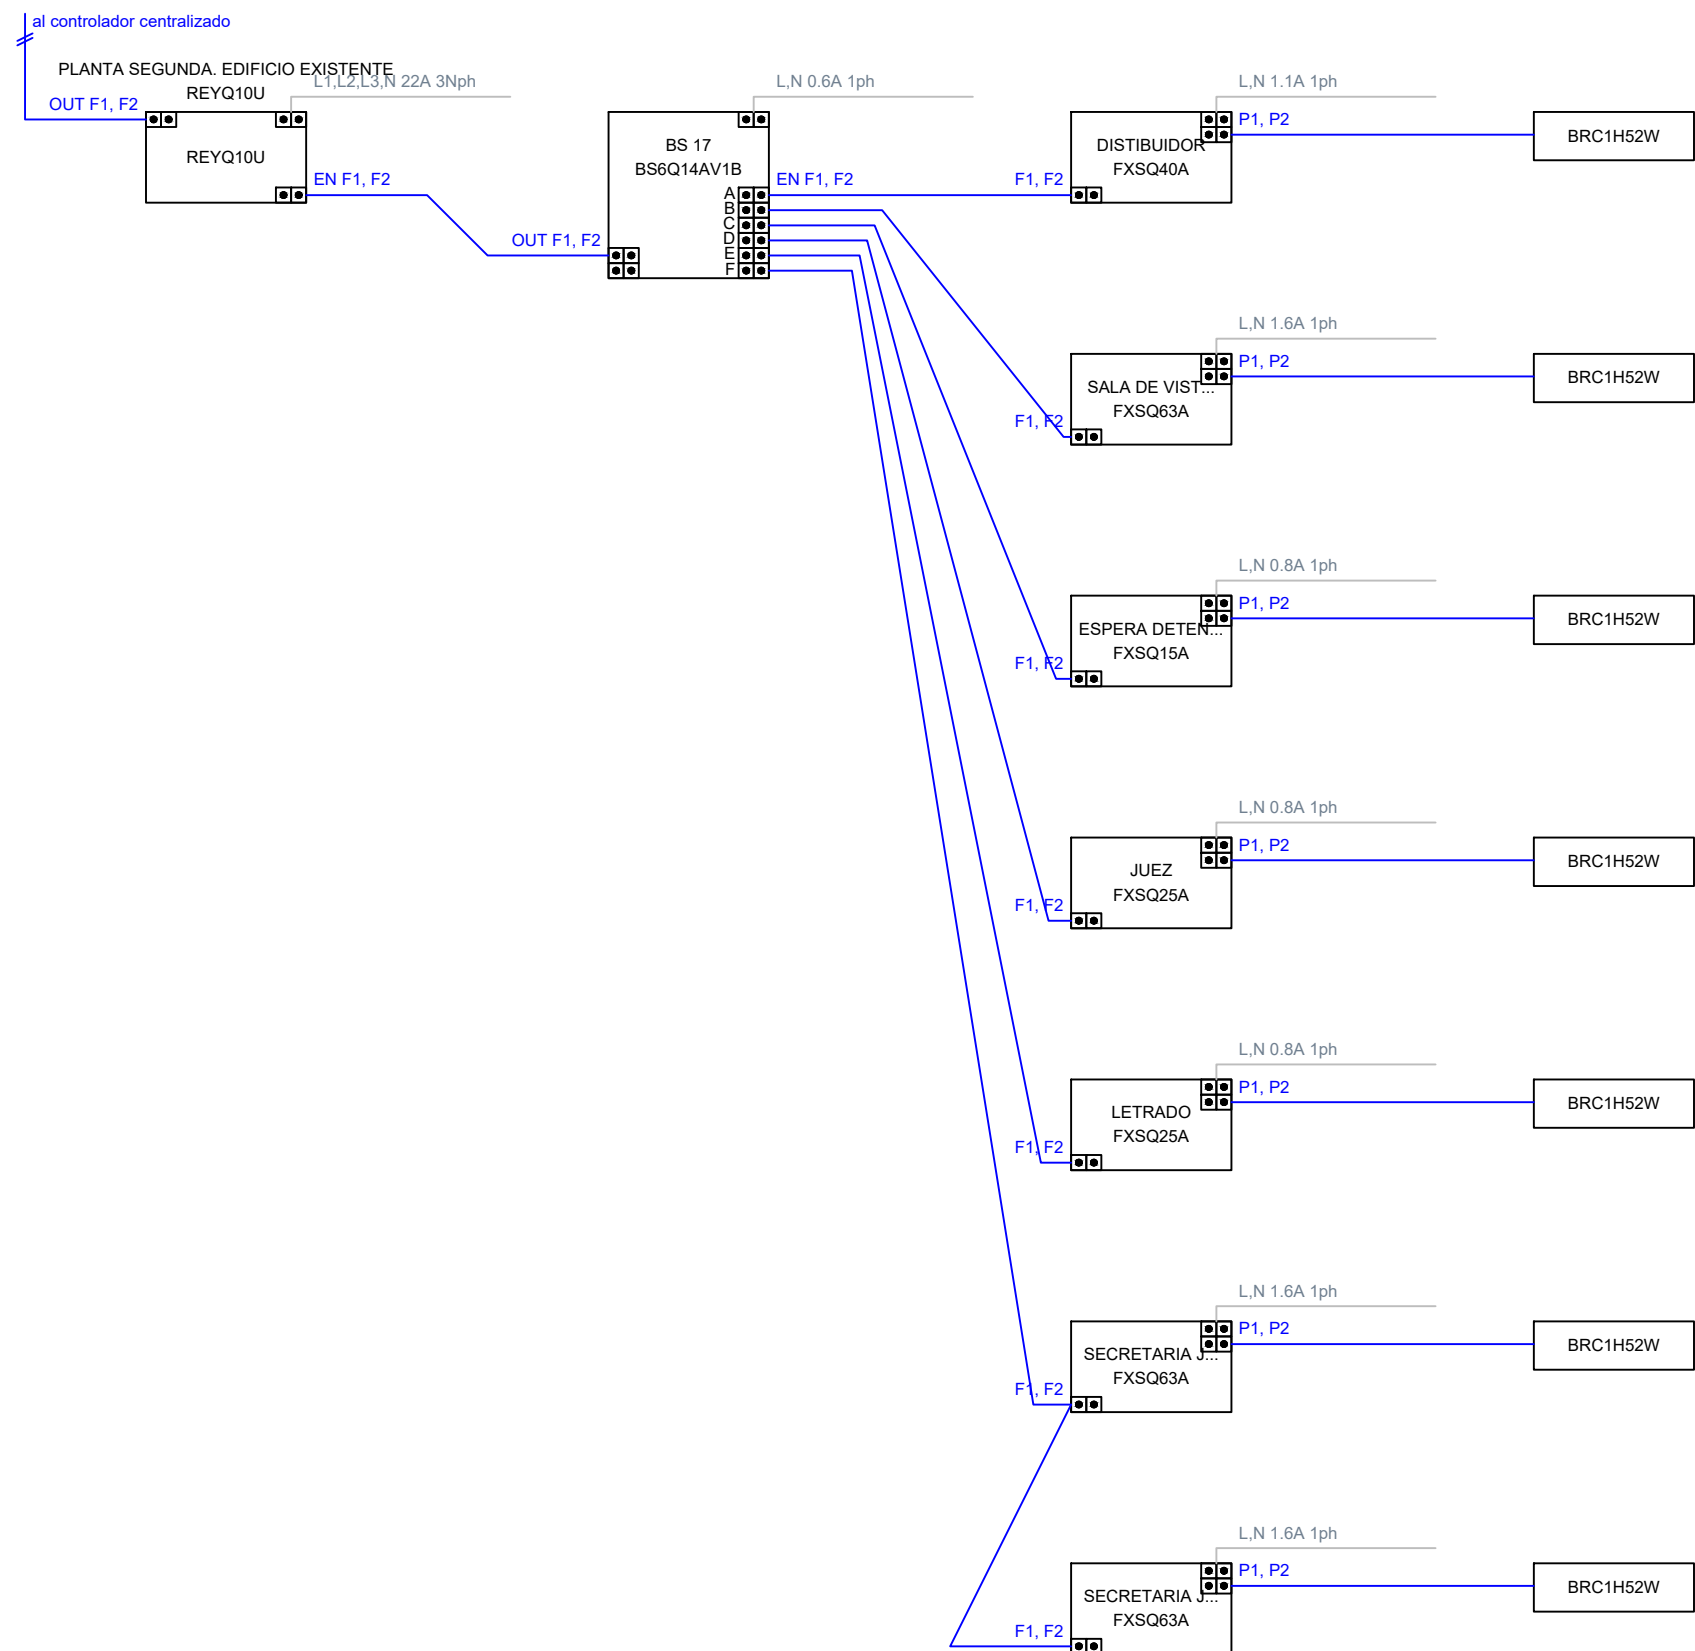 al controlador centralizado
PLANTA SEGUNDA. EDIFICIO EXISTENTE
REYQ10U
L1,L2,L3,N 22A 3Nph
OUT F1, F2
REYQ10U
EN F1, F2
L,N 0.6A 1ph
BS 17
BS6Q14AV1B
A
B
C
D
E
F
OUT F1, F2
EN F1, F2
L,N 1.1A 1ph
P1, P2
DISTIBUIDOR
FXSQ40A
F1, F2
BRC1H52W
L,N 1.6A 1ph
P1, P2
SALA DE VIST...
FXSQ63A
F1, F2
BRC1H52W
L,N 0.8A 1ph
P1, P2
ESPERA DETEN...
FXSQ15A
F1, F2
BRC1H52W
L,N 0.8A 1ph
P1, P2
JUEZ
FXSQ25A
F1, F2
BRC1H52W
L,N 0.8A 1ph
P1, P2
LETRADO
FXSQ25A
F1, F2
BRC1H52W
L,N 1.6A 1ph
P1, P2
SECRETARIA J...
FXSQ63A
F1, F2
BRC1H52W
L,N 1.6A 1ph
P1, P2
SECRETARIA J...
FXSQ63A
F1, F2
BRC1H52W